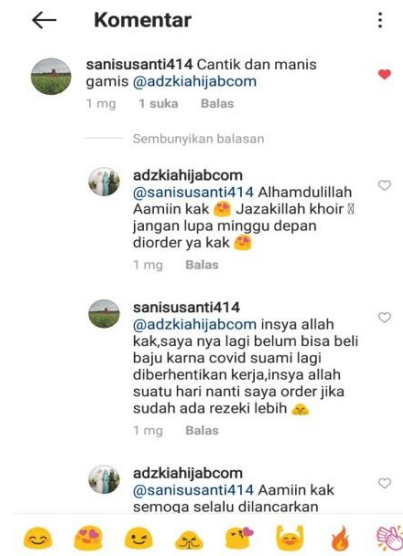 Komentar
sanisusanti414 Cantik dan manis
gamis @adzkiahijabcom
1 mg 1 suka Balas
Sembunyikan balasan
adzkiahijabcom
@sanisusanti414 Alhamdulillah
Aamiin kak 😍 Jazakillah khoir
jangan lupa minggu depan
diorder ya kak 😍
1 mg Balas
sanisusanti414
@adzkiahijabcom insya allah
kak,saya nya lagi belum bisa beli
baju karna covid suami lagi
diberhentikan kerja,insya allah
suatu hari nanti saya order jika
sudah ada rezeki lebih 🙏
1 mg Balas
adzkiahijabcom
@sanisusanti414 Aamiin kak
semoga selalu dilancarkan